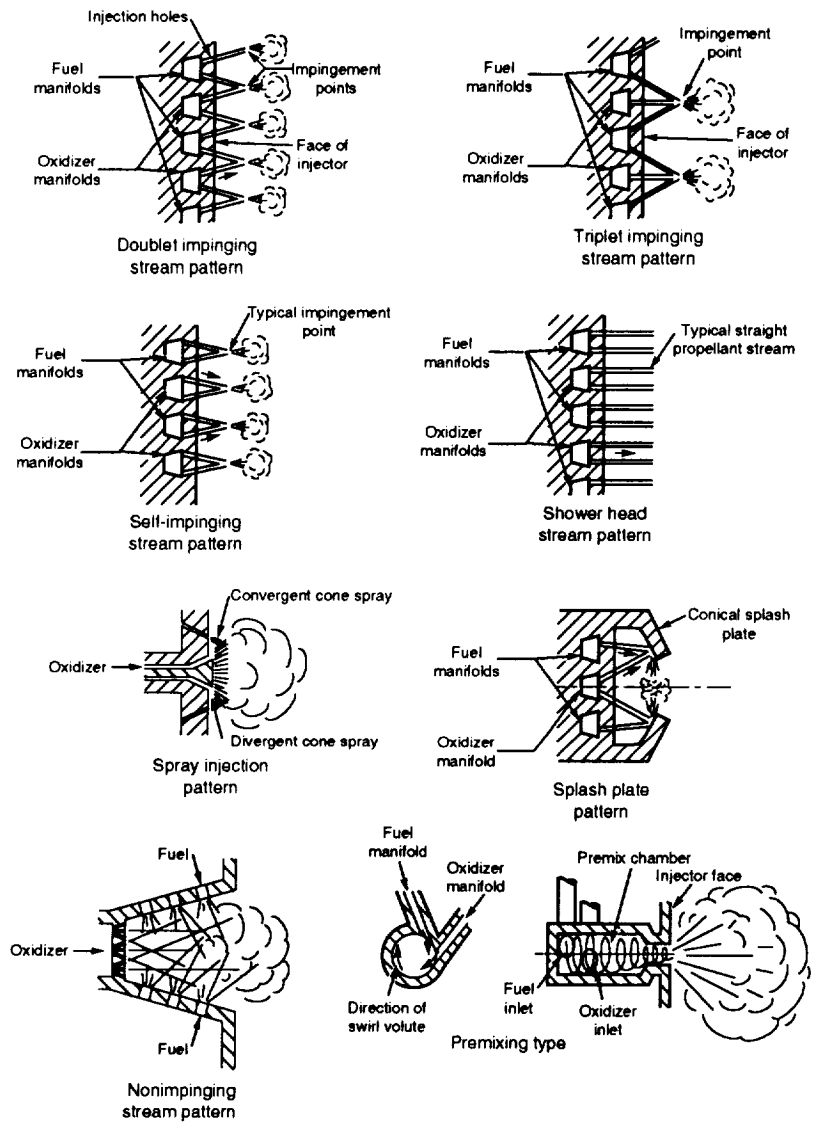 Injection holes
Fuel
manifolds
Impingement
points
Oxidizer
manifolds
Face of
injector
Doublet impinging
stream pattern
Impingement
point
Fuel
manifolds
Face of
injector
Oxidizer
manifolds
Triplet impinging
stream pattern
Typical impingement
point
Fuel
manifolds
Oxidizer
manifolds
Self-impinging
stream pattern
Typical straight
propellant stream
Fuel
manifolds
Oxidizer
manifolds
Shower head
stream pattern
Convergent cone spray
Oxidizer
Divergent cone spray
Spray injection
pattern
Conical splash
plate
Fuel
manifolds
Oxidizer
manifold
Splash plate
pattern
Fuel
Oxidizer
Fuel
Nonimpinging
stream pattern
Fuel
manifold
Oxidizer
manifold
Direction of
swirl volute
Premix chamber
Injector face
Fuel
inlet
Oxidizer
inlet
Premixing type